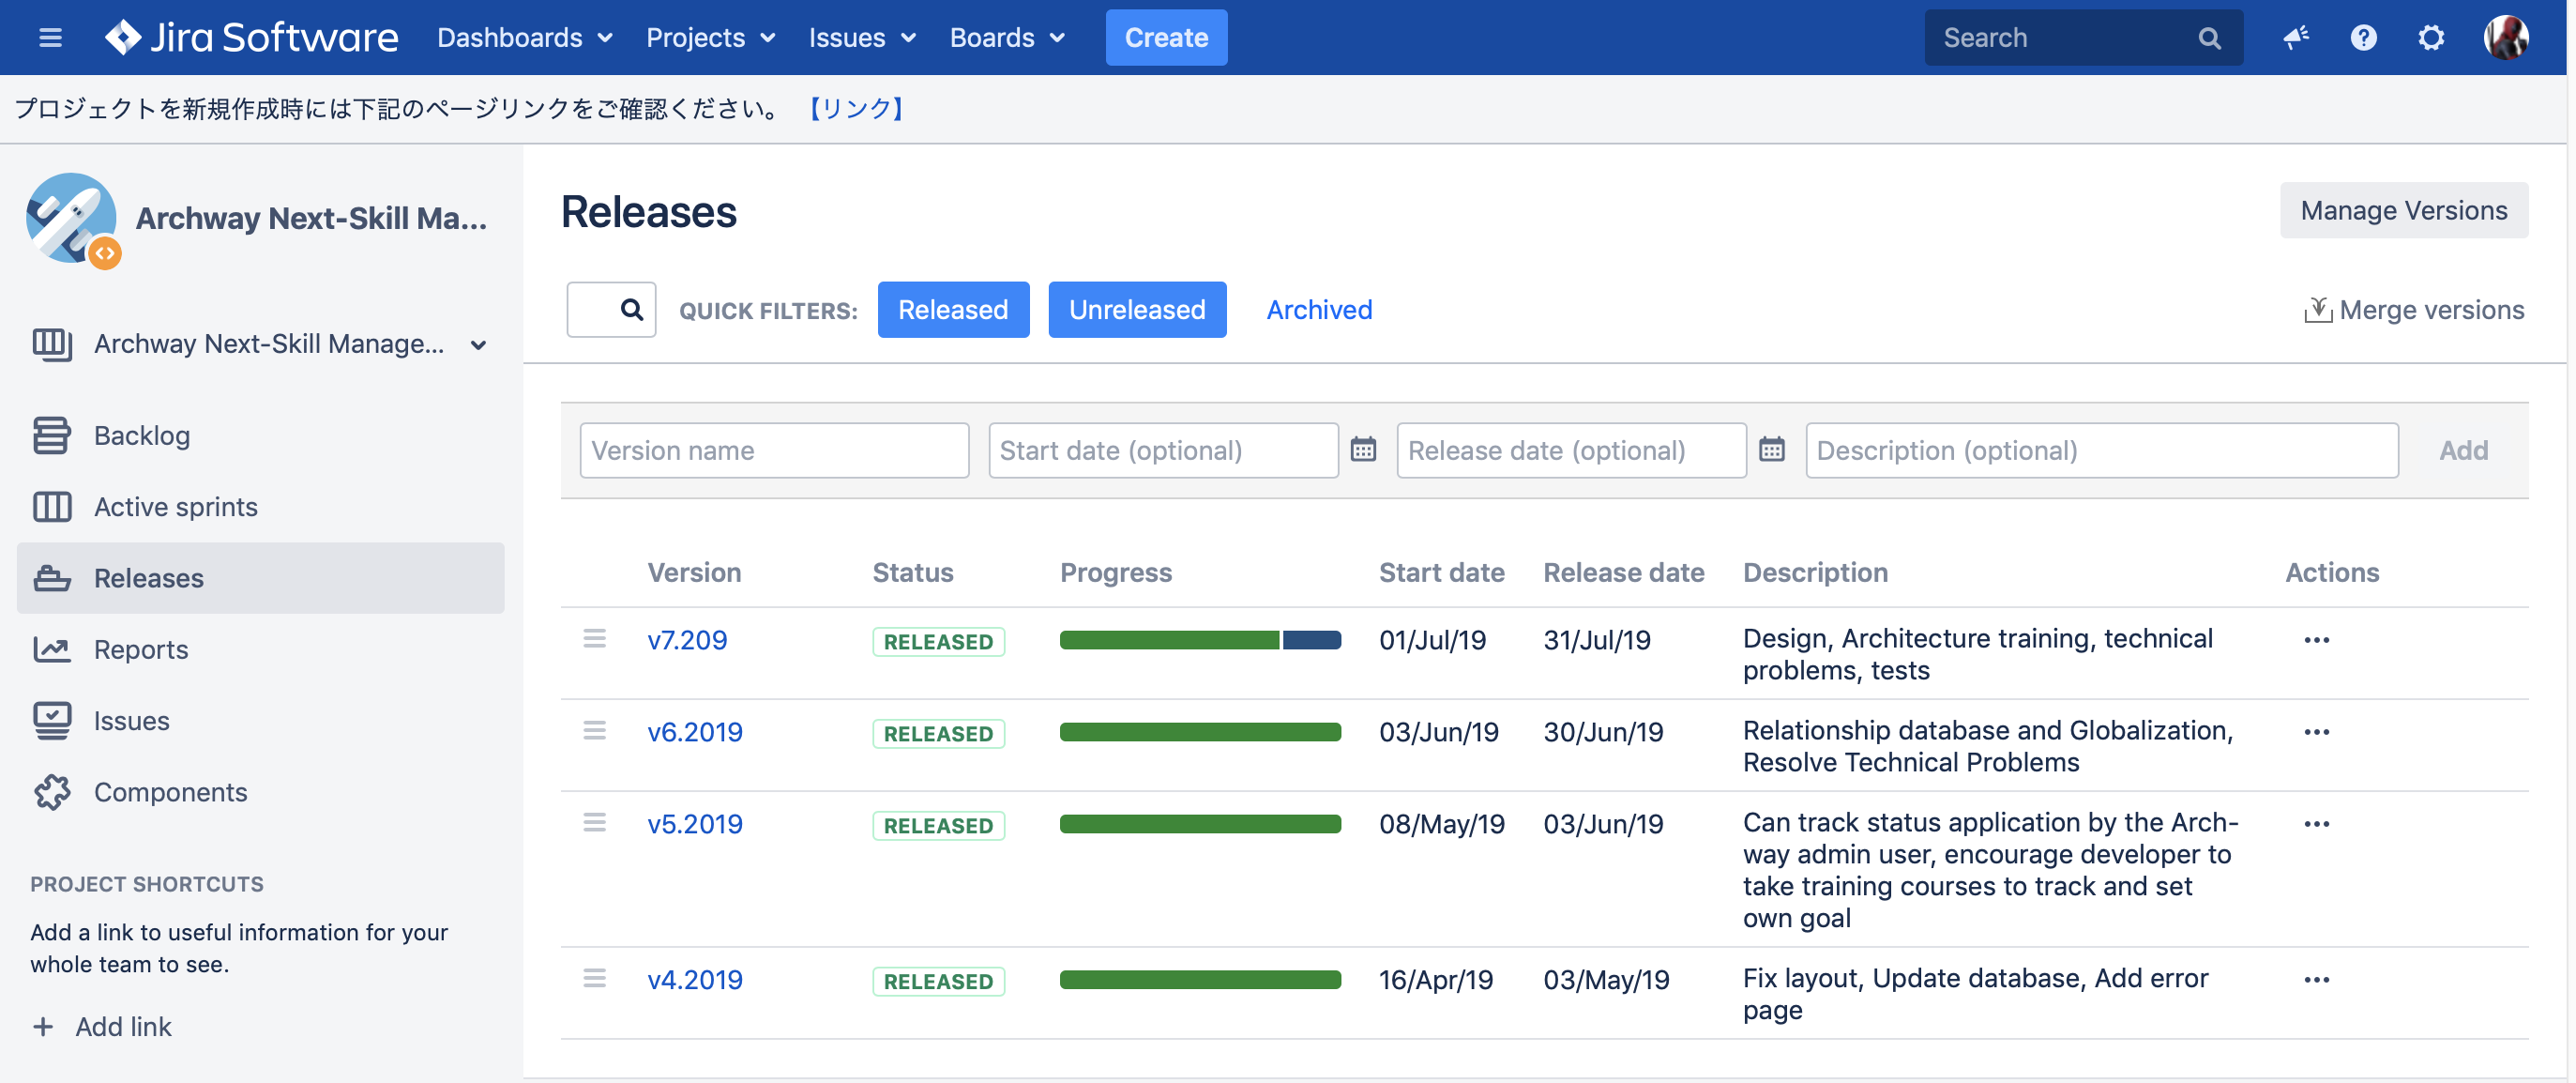 Jira Software Dashboards Projects Issues Boards Create Search
プロジェクトを新規作成時には下記のページリンクをご確認ください。 【リンク】
Archway Next-Skill Ma...
Archway Next-Skill Manage...
Backlog
Active sprints
Releases
Reports
Issues
Components
PROJECT SHORTCUTS
Add a link to useful information for your
whole team to see.
+ Add link
Releases
Manage Versions
QUICK FILTERS: Released Unreleased Archived
Merge versions
Version name Start date (optional) Release date (optional) Description (optional) Add
Version Status Progress Start date Release date Description Actions
v7.209 RELEASED 01/Jul/19 31/Jul/19 Design, Architecture training, technical
problems, tests
v6.2019 RELEASED 03/Jun/19 30/Jun/19 Relationship database and Globalization,
Resolve Technical Problems
v5.2019 RELEASED 08/May/19 03/Jun/19 Can track status application by the Arch-
way admin user, encourage developer to
take training courses to track and set
own goal
v4.2019 RELEASED 16/Apr/19 03/May/19 Fix layout, Update database, Add error
page